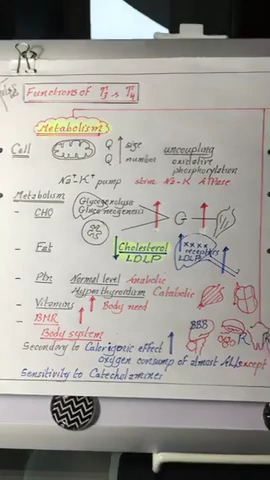 Functions of T3 & T4
Metabolism
Cell
Q size
Q number
uncoupling
oxidative
phosphorylation
Na+-K+ pump stim Na-K ATPase
Metabolism
- CHO Glycogenolysis
Gluconeogenesis G
- Fat Cholesterol
LDLP
xxxx
receptors
LDLP
- Ptn Normal level Anabolic
Hyperthyroidism Catabolic
- Vitamins Body need
- BMR
BBB
Body system
Secondary to Calorigenic effect
oxygen consump of almost ALL except
Sensitivity to Catecholamines